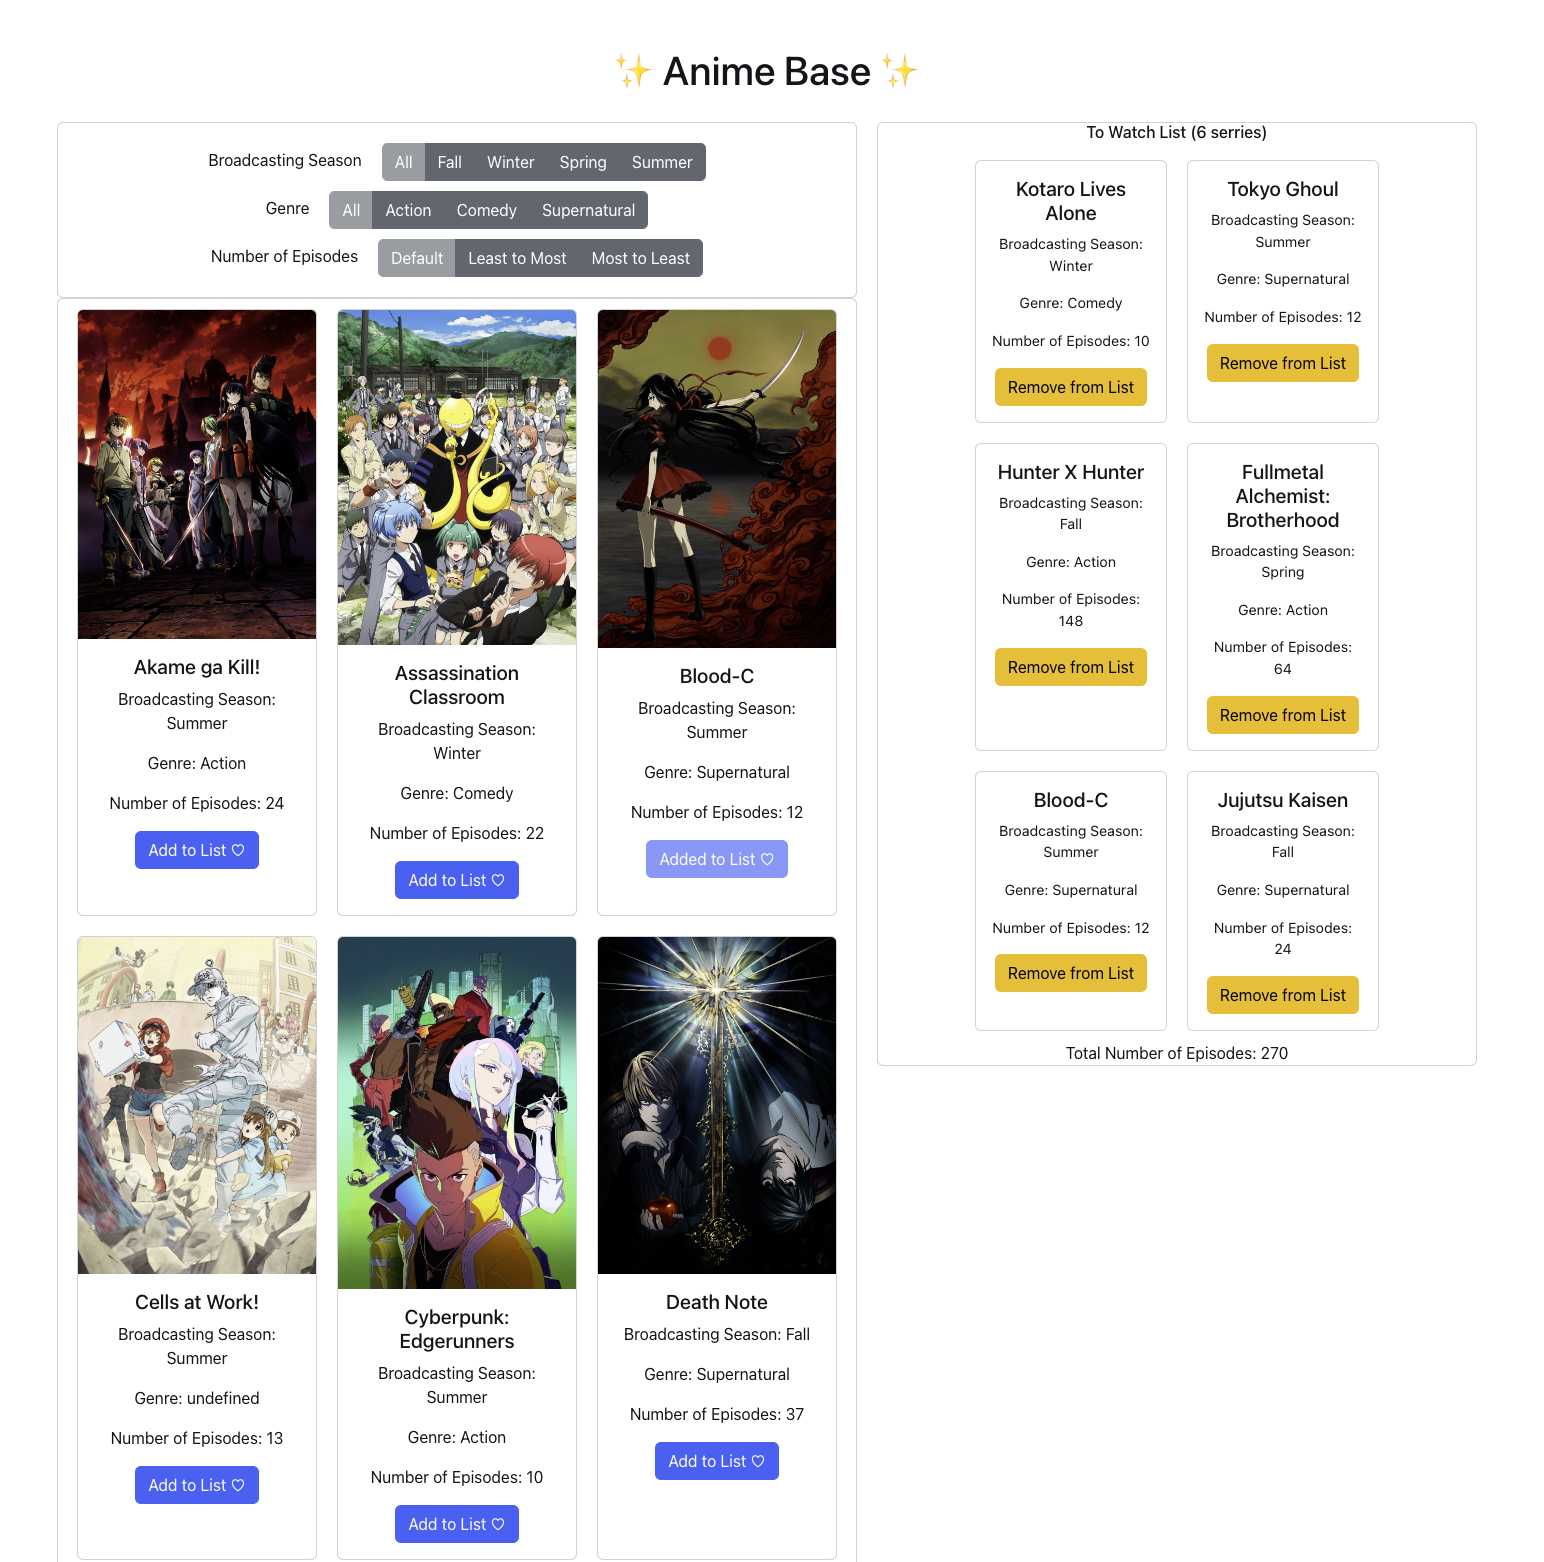 ✨ Anime Base ✨
Broadcasting Season All Fall Winter Spring Summer
Genre All Action Comedy Supernatural
Number of Episodes Default Least to Most Most to Least
Akame ga Kill!
Broadcasting Season:
Summer
Genre: Action
Number of Episodes: 24
Add to List ♡
Assassination
Classroom
Broadcasting Season:
Winter
Genre: Comedy
Number of Episodes: 22
Add to List ♡
Blood-C
Broadcasting Season:
Summer
Genre: Supernatural
Number of Episodes: 12
Added to List ♡
Cells at Work!
Broadcasting Season:
Summer
Genre: undefined
Number of Episodes: 13
Add to List ♡
Cyberpunk:
Edgerunners
Broadcasting Season:
Summer
Genre: Action
Number of Episodes: 10
Add to List ♡
Death Note
Broadcasting Season: Fall
Genre: Supernatural
Number of Episodes: 37
Add to List ♡
To Watch List (6 serries)
Kotaro Lives
Alone
Broadcasting Season:
Winter
Genre: Comedy
Number of Episodes: 10
Remove from List
Tokyo Ghoul
Broadcasting Season:
Summer
Genre: Supernatural
Number of Episodes: 12
Remove from List
Hunter X Hunter
Broadcasting Season:
Fall
Genre: Action
Number of Episodes:
148
Remove from List
Fullmetal
Alchemist:
Brotherhood
Broadcasting Season:
Spring
Genre: Action
Number of Episodes:
64
Remove from List
Blood-C
Broadcasting Season:
Summer
Genre: Supernatural
Number of Episodes: 12
Remove from List
Jujutsu Kaisen
Broadcasting Season:
Fall
Genre: Supernatural
Number of Episodes:
24
Remove from List
Total Number of Episodes: 270